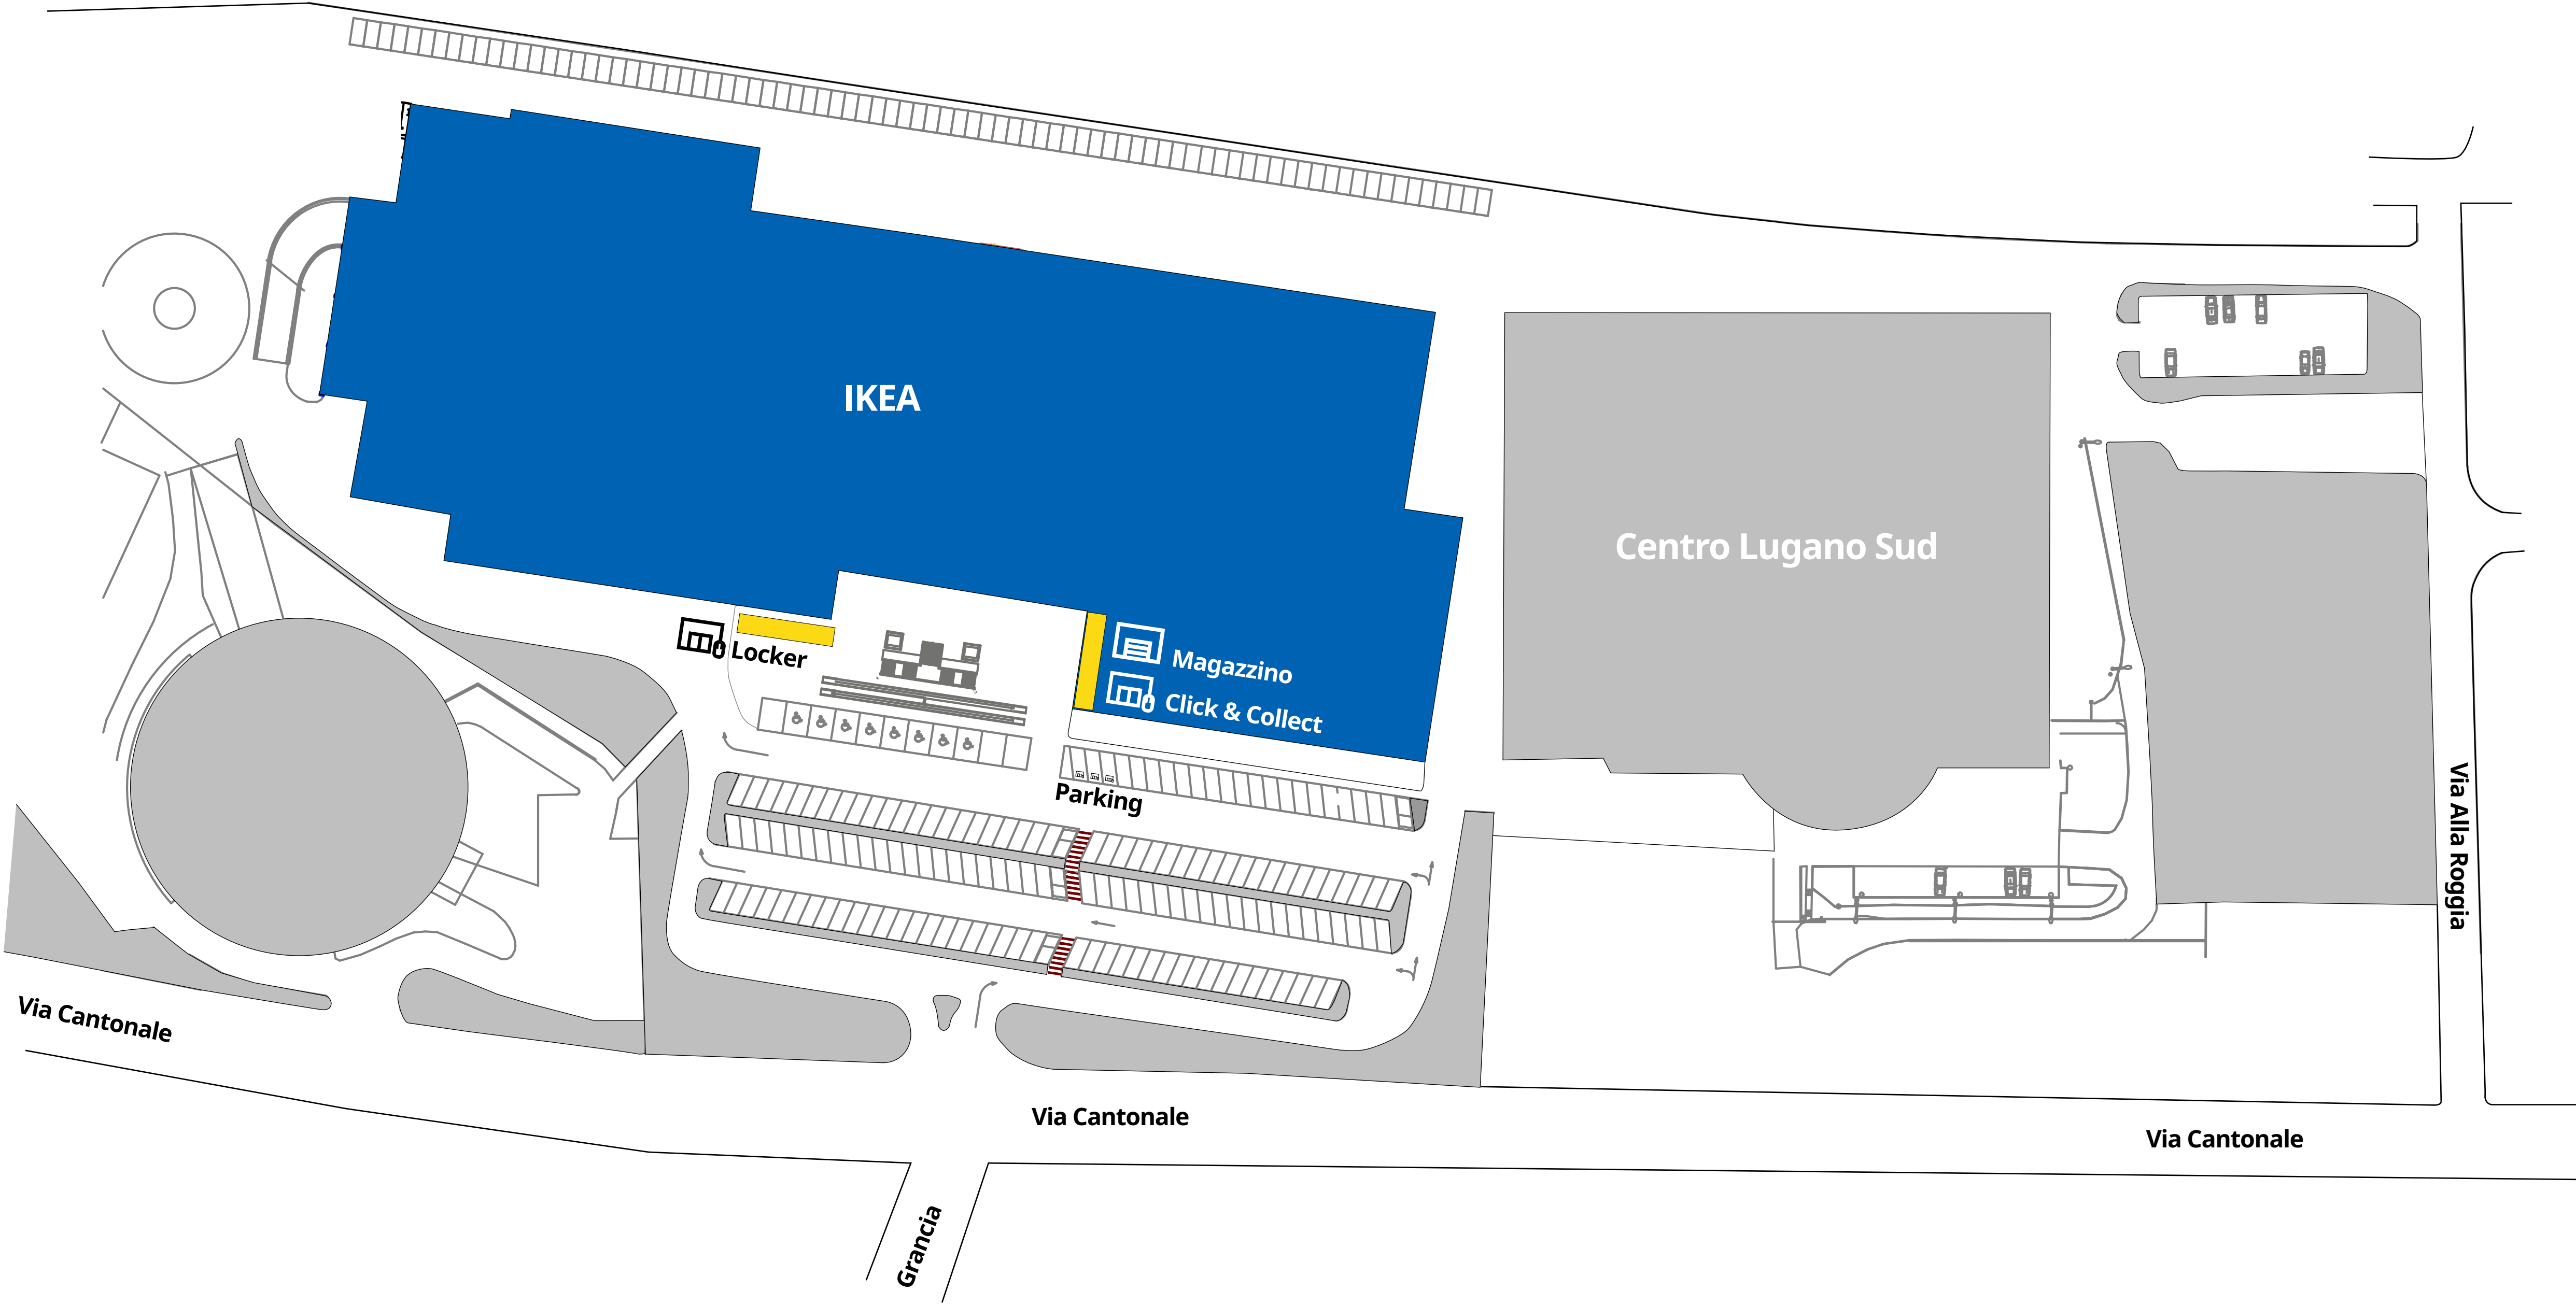 IKEA
Centro Lugano Sud
Locker
Magazzino
Click & Collect
Parking
Via Alla Roggia
Via Cantonale
Via Cantonale
Via Cantonale
Grancia